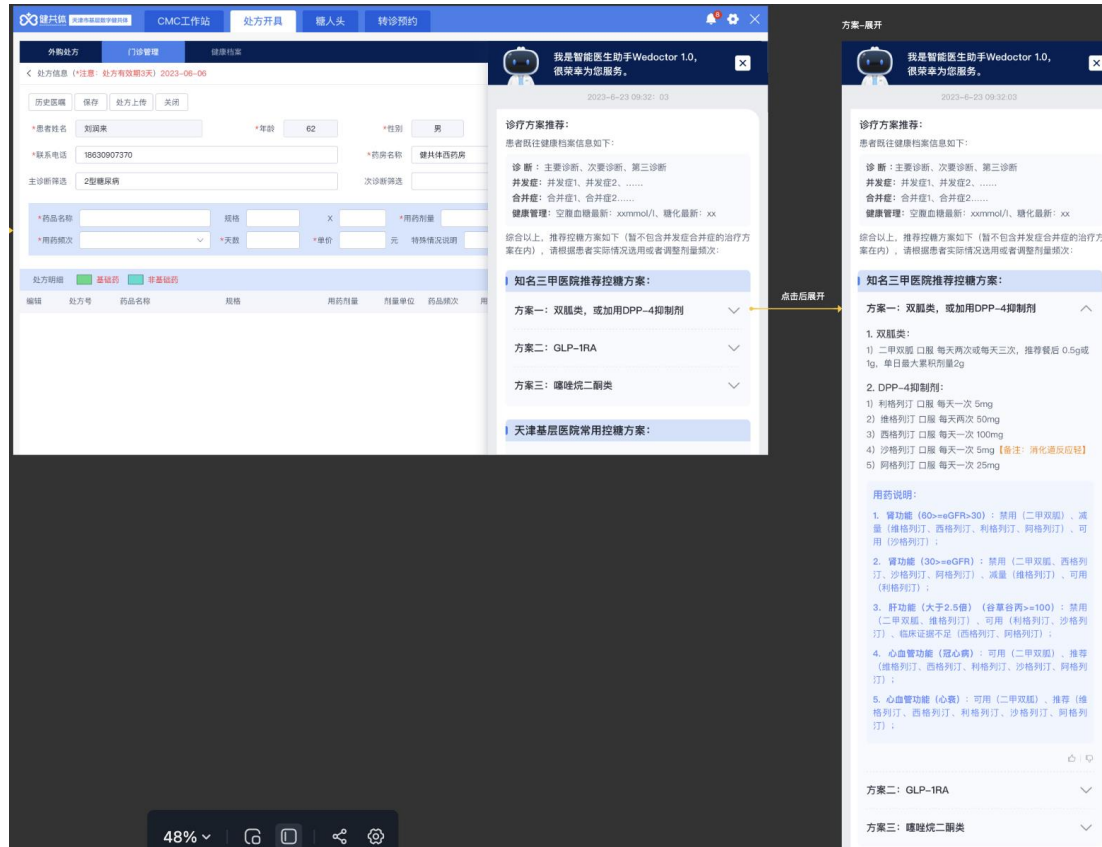 健共体 天津市基层数字健共体 CMC工作站 处方开具 糖人头 转诊预约 8
外购处方 门诊管理 健康档案
处方信息 (*注意：处方有效期3天) 2023-06-06
历史医嘱 保存 处方上传 关闭
*患者姓名 刘润来 *年龄 62 *性别 男
*联系电话 18630907370 *药房名称 健共体西药房
主诊断筛选 2型糖尿病 次诊断筛选
*药品名称 规格 X *用药剂量
*用药频次 *天数 *单价 元 特殊情况说明
处方明细 基础药 非基础药
编辑 处方号 药品名称 规格 用药剂量 剂量单位 药品频次 用
我是智能医生助手Wedoctor 1.0,
很荣幸为您服务。
2023-6-23 09:32：03
诊疗方案推荐：
患者既往健康档案信息如下：
诊 断：主要诊断、次要诊断、第三诊断
并发症：并发症1、并发症2、......
合并症：合并症1、合并症2......
健康管理：空腹血糖最新：xxmmol/l、糖化最新：xx
综合以上，推荐控糖方案如下（暂不包含并发症合并症的治疗方
案在内），请根据患者实际情况选用或者调整剂量频次：
知名三甲医院推荐控糖方案：
方案一：双胍类，或加用DPP-4抑制剂
方案二：GLP-1RA
方案三：噻唑烷二酮类
天津基层医院常用控糖方案：
点击后展开
方案-展开
我是智能医生助手Wedoctor 1.0,
很荣幸为您服务。
2023-6-23 09:32:03
诊疗方案推荐：
患者既往健康档案信息如下：
诊 断：主要诊断、次要诊断、第三诊断
并发症：并发症1、并发症2、......
合并症：合并症1、合并症2......
健康管理：空腹血糖最新：xxmmol/l、糖化最新：xx
综合以上，推荐控糖方案如下（暂不包含并发症合并症的治疗方
案在内），请根据患者实际情况选用或者调整剂量频次：
知名三甲医院推荐控糖方案：
方案一：双胍类，或加用DPP-4抑制剂
1. 双胍类：
1) 二甲双胍 口服 每天两次或每天三次，推荐餐后 0.5g或
1g，单日最大累积剂量2g
2. DPP-4抑制剂：
1) 利格列汀 口服 每天一次 5mg
2) 维格列汀 口服 每天两次 50mg
3) 西格列汀 口服 每天一次 100mg
4) 沙格列汀 口服 每天一次 5mg【备注：消化道反应轻】
5) 阿格列汀 口服 每天一次 25mg
用药说明：
1. 肾功能（60>=eGFR>30）：禁用（二甲双胍）、减
量（维格列汀、西格列汀、利格列汀、阿格列汀）、可
用（沙格列汀）；
2. 肾功能（30>=eGFR）：禁用（二甲双胍、西格列
汀、沙格列汀、阿格列汀）、减量（维格列汀）、可用
（利格列汀）；
3. 肝功能（大于2.5倍）（谷草谷丙>=100）：禁用
（二甲双胍、维格列汀）、可用（利格列汀、沙格列
汀）、临床证据不足（西格列汀、阿格列汀）；
4. 心血管功能（冠心病）：可用（二甲双胍）、推荐
（维格列汀、西格列汀、利格列汀、沙格列汀、阿格列
汀）；
5. 心血管功能（心衰）：可用（二甲双胍）、推荐（维
格列汀、西格列汀、利格列汀、沙格列汀、阿格列
汀）；
方案二：GLP-1RA
方案三：噻唑烷二酮类
48%